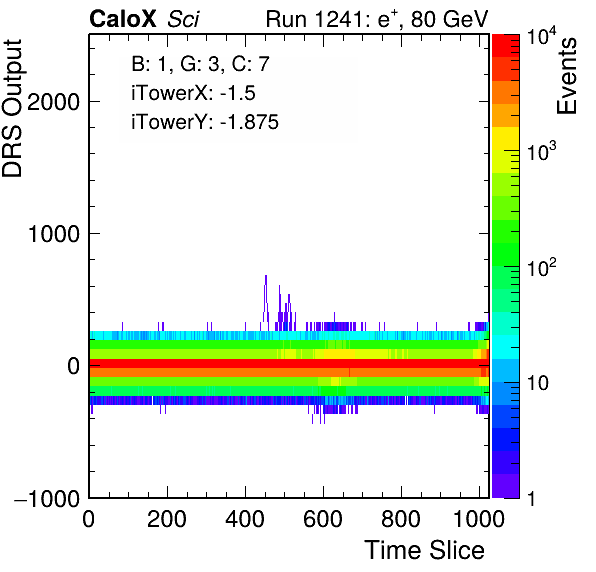 CaloX Sci Run 1241: e⁺, 80 GeV
B: 1, G: 3, C: 7
iTowerX: -1.5
iTowerY: -1.875
DRS Output
2000
1000
0
−1000
0 200 400 600 800 1000
Time Slice
Events
10⁴
10³
10²
10
1